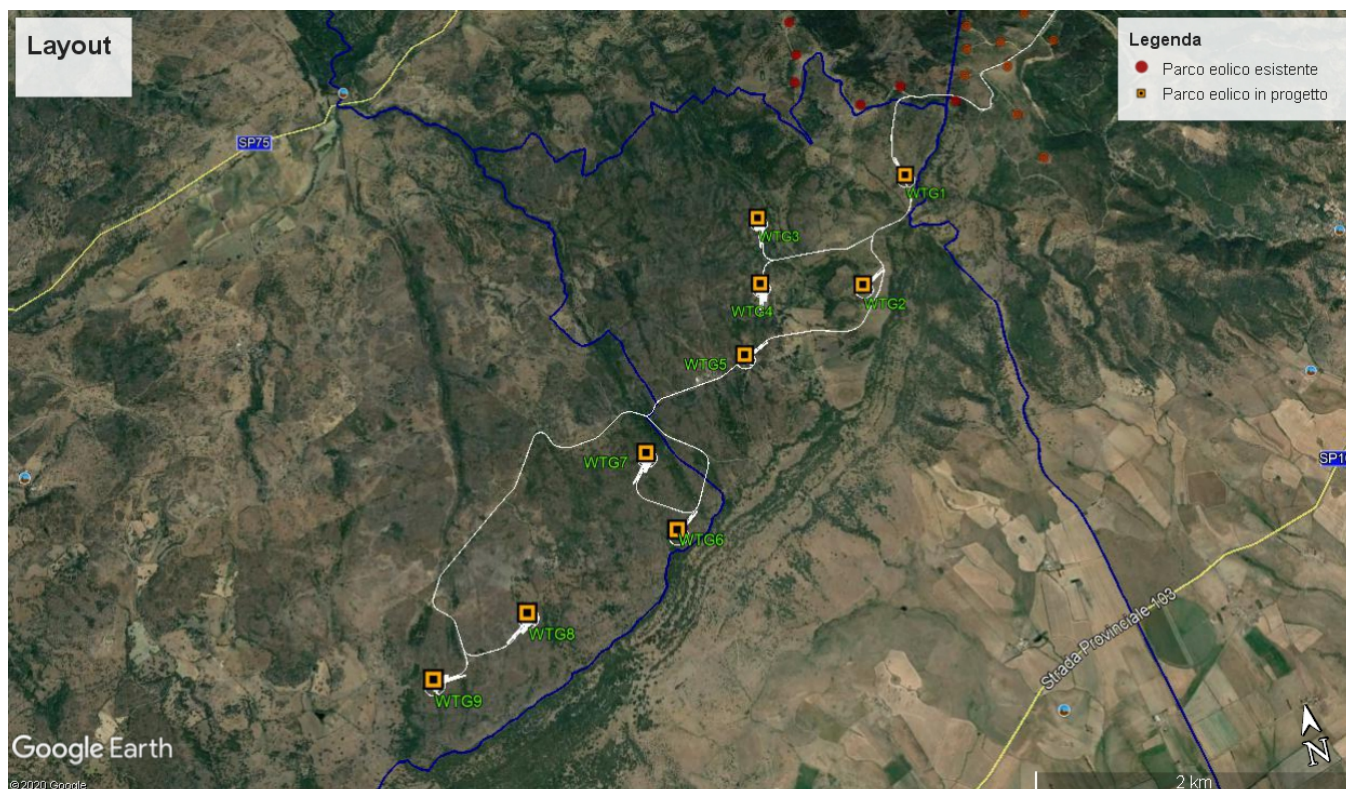 Layout
Legenda
Parco eolico esistente
Parco eolico in progetto
SP75
WTG1
WTG3
WTG4
WTG2
WTG5
WTG7
SP10
WTG6
WTG8
Strada Provinciale 103
WTG9
Google Earth
N
©2020 Google
2 km